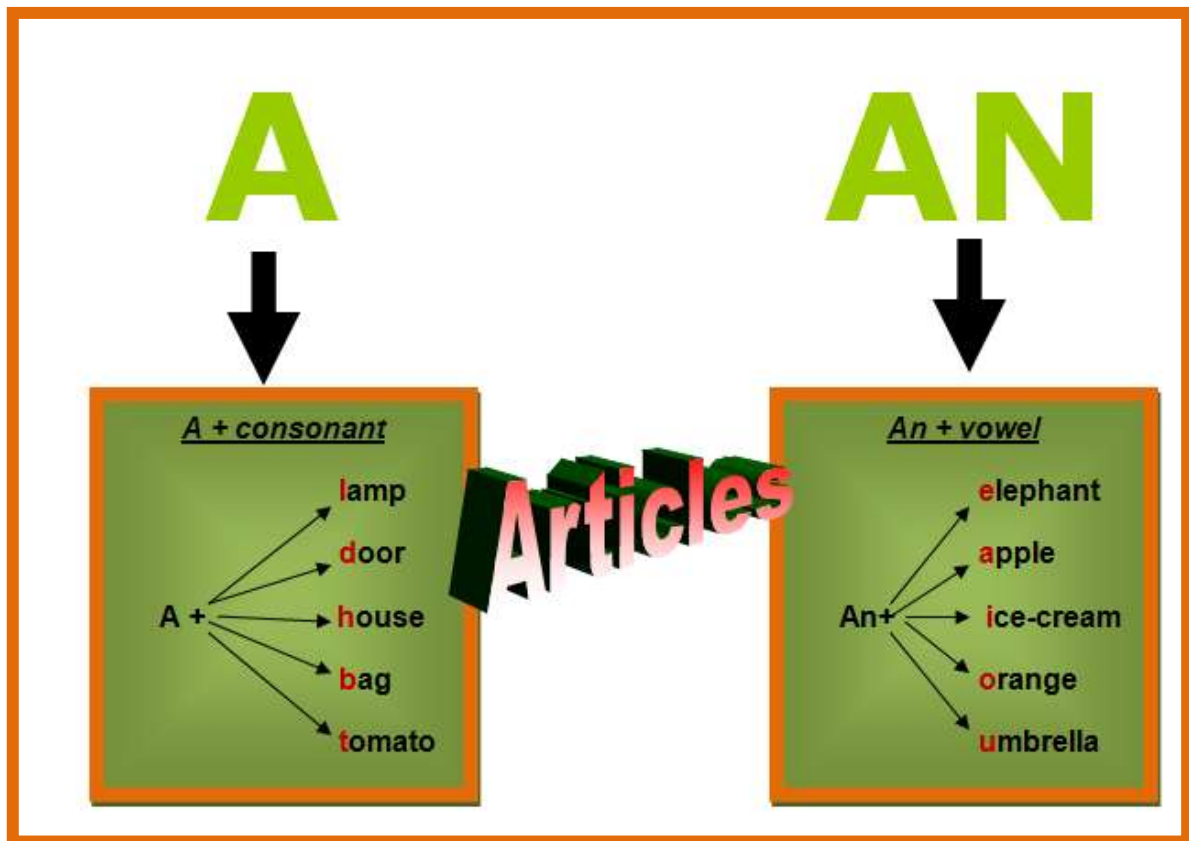 A
AN
A + consonant
lamp
door
A +
house
bag
tomato
Articles
An + vowel
elephant
apple
An+
ice-cream
orange
umbrella